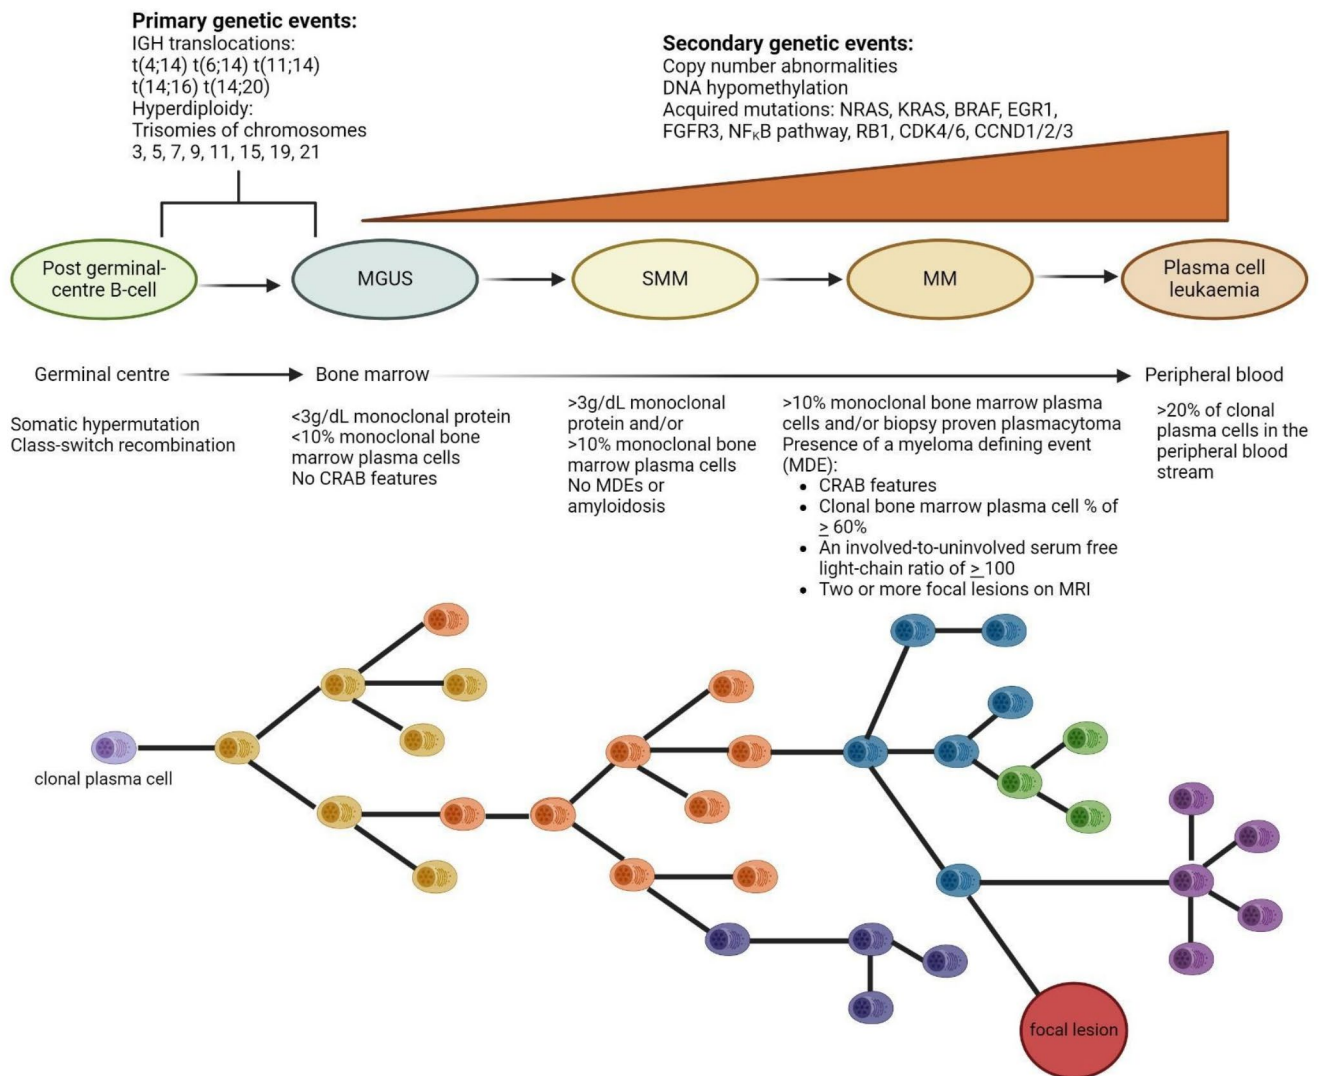 Primary genetic events:
IGH translocations:
t(4;14) t(6;14) t(11;14)
t(14;16) t(14;20)
Hyperdiploidy:
Trisomies of chromosomes
3, 5, 7, 9, 11, 15, 19, 21
Secondary genetic events:
Copy number abnormalities
DNA hypomethylation
Acquired mutations: NRAS, KRAS, BRAF, EGR1,
FGFR3, NFκB pathway, RB1, CDK4/6, CCND1/2/3
Post germinal-
centre B-cell
MGUS
SMM
MM
Plasma cell
leukaemia
Germinal centre
Bone marrow
Peripheral blood
Somatic hypermutation
Class-switch recombination
<3g/dL monoclonal protein
<10% monoclonal bone
marrow plasma cells
No CRAB features
>3g/dL monoclonal
protein and/or
>10% monoclonal bone
marrow plasma cells
No MDEs or
amyloidosis
>10% monoclonal bone marrow plasma
cells and/or biopsy proven plasmacytoma
Presence of a myeloma defining event
(MDE):
• CRAB features
• Clonal bone marrow plasma cell % of
≥ 60%
• An involved-to-uninvolved serum free
light-chain ratio of ≥ 100
• Two or more focal lesions on MRI
>20% of clonal
plasma cells in the
peripheral blood
stream
clonal plasma cell
focal lesion